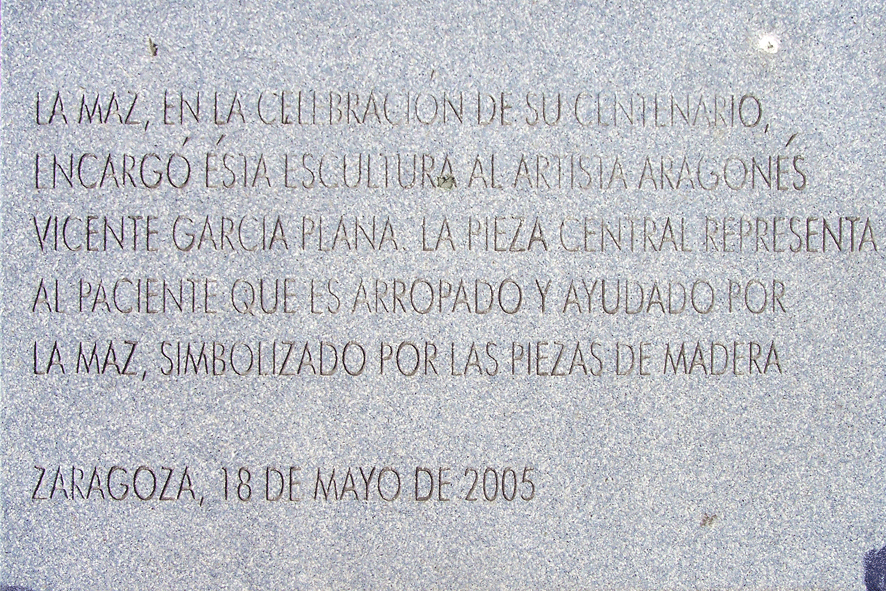 LA MAZ, EN LA CELEBRACIÓN DE SU CENTENARIO,
ENCARGÓ ÉSTA ESCULTURA AL ARTISTA ARAGONÉS
VICENTE GARCIA PLANA. LA PIEZA CENTRAL REPRESENTA
AL PACIENTE QUE ES ARROPADO Y AYUDADO POR
LA MAZ, SIMBOLIZADO POR LAS PIEZAS DE MADERA.
ZARAGOZA, 18 DE MAYO DE 2005